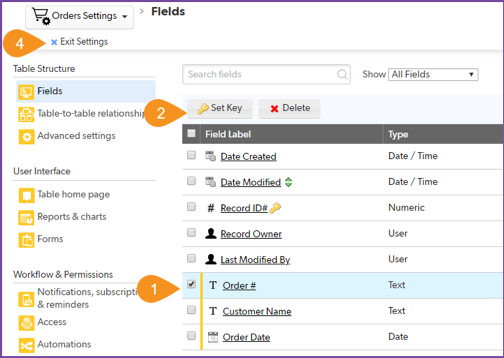 Orders Settings > Fields
4 × Exit Settings
Table Structure
Fields
Table-to-table relationship
Advanced settings
User Interface
Table home page
Reports & charts
Forms
Workflow & Permissions
Notifications, subscripti
& reminders
Access
Automations
Search fields
Show All Fields
2 Set Key Delete
Field Label Type
Date Created Date / Time
Date Modified Date / Time
# Record ID# Numeric
Record Owner User
Last Modified By User
1 T Order # Text
T Customer Name Text
Order Date Date